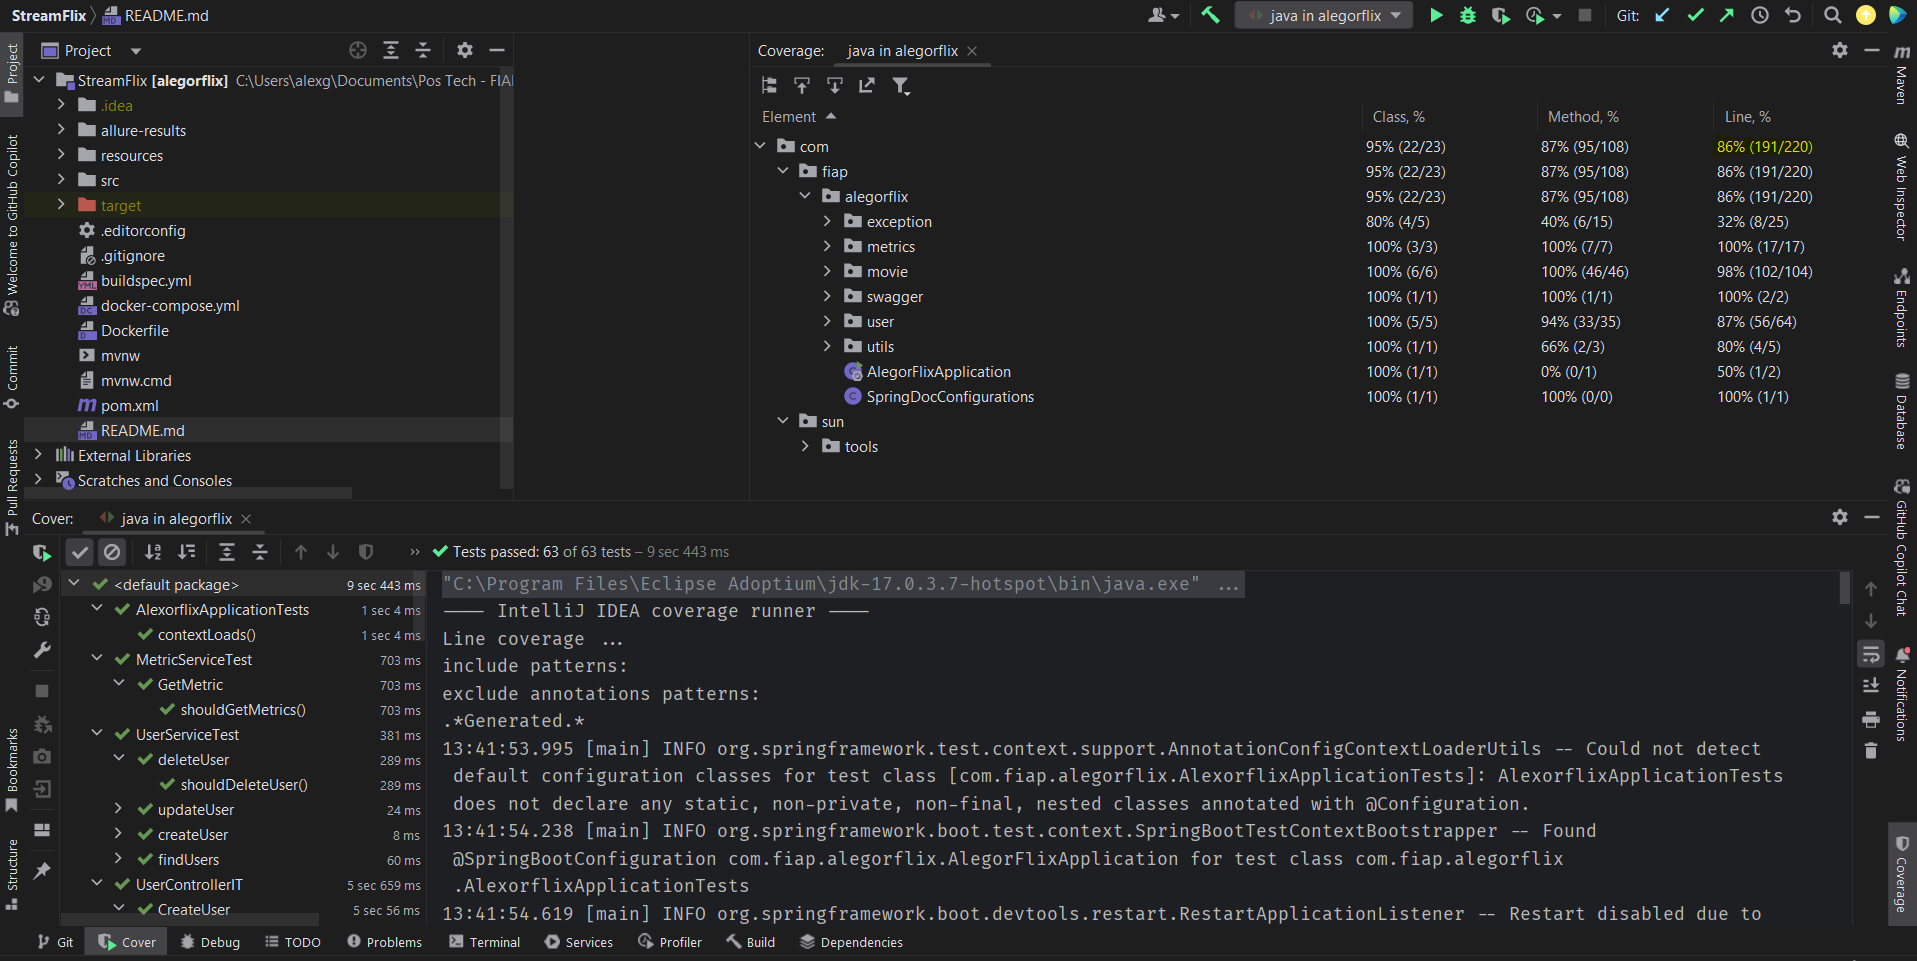 StreamFlix README.md
java in alegorflix Git:
Project
StreamFlix [alegorflix] C:\Users\alexg\Documents\Pos Tech - FIA
.idea
allure-results
resources
src
target
.editorconfig
.gitignore
buildspec.yml
docker-compose.yml
Dockerfile
mvnw
mvnw.cmd
pom.xml
README.md
External Libraries
Scratches and Consoles
Coverage: java in alegorflix
Element Class, % Method, % Line, %
com 95% (22/23) 87% (95/108) 86% (191/220)
fiap 95% (22/23) 87% (95/108) 86% (191/220)
alegorflix 95% (22/23) 87% (95/108) 86% (191/220)
exception 80% (4/5) 40% (6/15) 32% (8/25)
metrics 100% (3/3) 100% (7/7) 100% (17/17)
movie 100% (6/6) 100% (46/46) 98% (102/104)
swagger 100% (1/1) 100% (1/1) 100% (2/2)
user 100% (5/5) 94% (33/35) 87% (56/64)
utils 100% (1/1) 66% (2/3) 80% (4/5)
AlegorFlixApplication 100% (1/1) 0% (0/1) 50% (1/2)
SpringDocConfigurations 100% (1/1) 100% (0/0) 100% (1/1)
sun
tools
Project
Welcome to GitHub Copilot
Commit
Pull Requests
Bookmarks
Structure
Maven
Web Inspector
Endpoints
Database
GitHub Copilot Chat
Notifications
Coverage
Cover: java in alegorflix
Tests passed: 63 of 63 tests – 9 sec 443 ms
<default package> 9 sec 443 ms
AlexorflixApplicationTests 1 sec 4 ms
contextLoads() 1 sec 4 ms
MetricServiceTest 703 ms
GetMetric 703 ms
shouldGetMetrics() 703 ms
UserServiceTest 381 ms
deleteUser 289 ms
shouldDeleteUser() 289 ms
updateUser 24 ms
createUser 8 ms
findUsers 60 ms
UserControllerIT 5 sec 659 ms
CreateUser 5 sec 56 ms
"C:\Program Files\Eclipse Adoptium\jdk-17.0.3.7-hotspot\bin\java.exe" ...
---- IntelliJ IDEA coverage runner ----
Line coverage ...
include patterns:
exclude annotations patterns:
.*Generated.*
13:41:53.995 [main] INFO org.springframework.test.context.support.AnnotationConfigContextLoaderUtils -- Could not detect
default configuration classes for test class [com.fiap.alegorflix.AlexorflixApplicationTests]: AlexorflixApplicationTests
does not declare any static, non-private, non-final, nested classes annotated with @Configuration.
13:41:54.238 [main] INFO org.springframework.boot.test.context.SpringBootTestContextBootstrapper -- Found
@SpringBootConfiguration com.fiap.alegorflix.AlegorFlixApplication for test class com.fiap.alegorflix
.AlexorflixApplicationTests
13:41:54.619 [main] INFO org.springframework.boot.devtools.restart.RestartApplicationListener -- Restart disabled due to
Git Cover Debug TODO Problems Terminal Services Profiler Build Dependencies